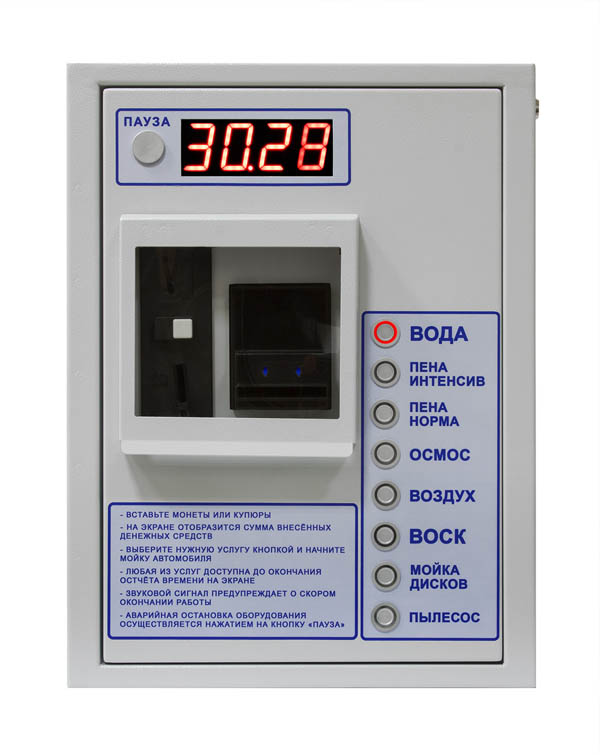 ПАУЗА
30.28
ВОДА
ПЕНА
ИНТЕНСИВ
ПЕНА
НОРМА
ОСМОС
ВОЗДУХ
ВОСК
МОЙКА
ДИСКОВ
ПЫЛЕСОС
- ВСТАВЬТЕ МОНЕТЫ ИЛИ КУПЮРЫ
- НА ЭКРАНЕ ОТОБРАЗИТСЯ СУММА ВНЕСЁННЫХ
ДЕНЕЖНЫХ СРЕДСТВ
- ВЫБЕРИТЕ НУЖНУЮ УСЛУГУ КНОПКОЙ И НАЧНИТЕ
МОЙКУ АВТОМОБИЛЯ
- ЛЮБАЯ ИЗ УСЛУГ ДОСТУПНА ДО ОКОНЧАНИЯ
ОТСЧЁТА ВРЕМЕНИ НА ЭКРАНЕ
- ЗВУКОВОЙ СИГНАЛ ПРЕДУПРЕЖДАЕТ О СКОРОМ
ОКОНЧАНИИ РАБОТЫ
- АВАРИЙНАЯ ОСТАНОВКА ОБОРУДОВАНИЯ
ОСУЩЕСТВЛЯЕТСЯ НАЖАТИЕМ НА КНОПКУ «ПАУЗА»